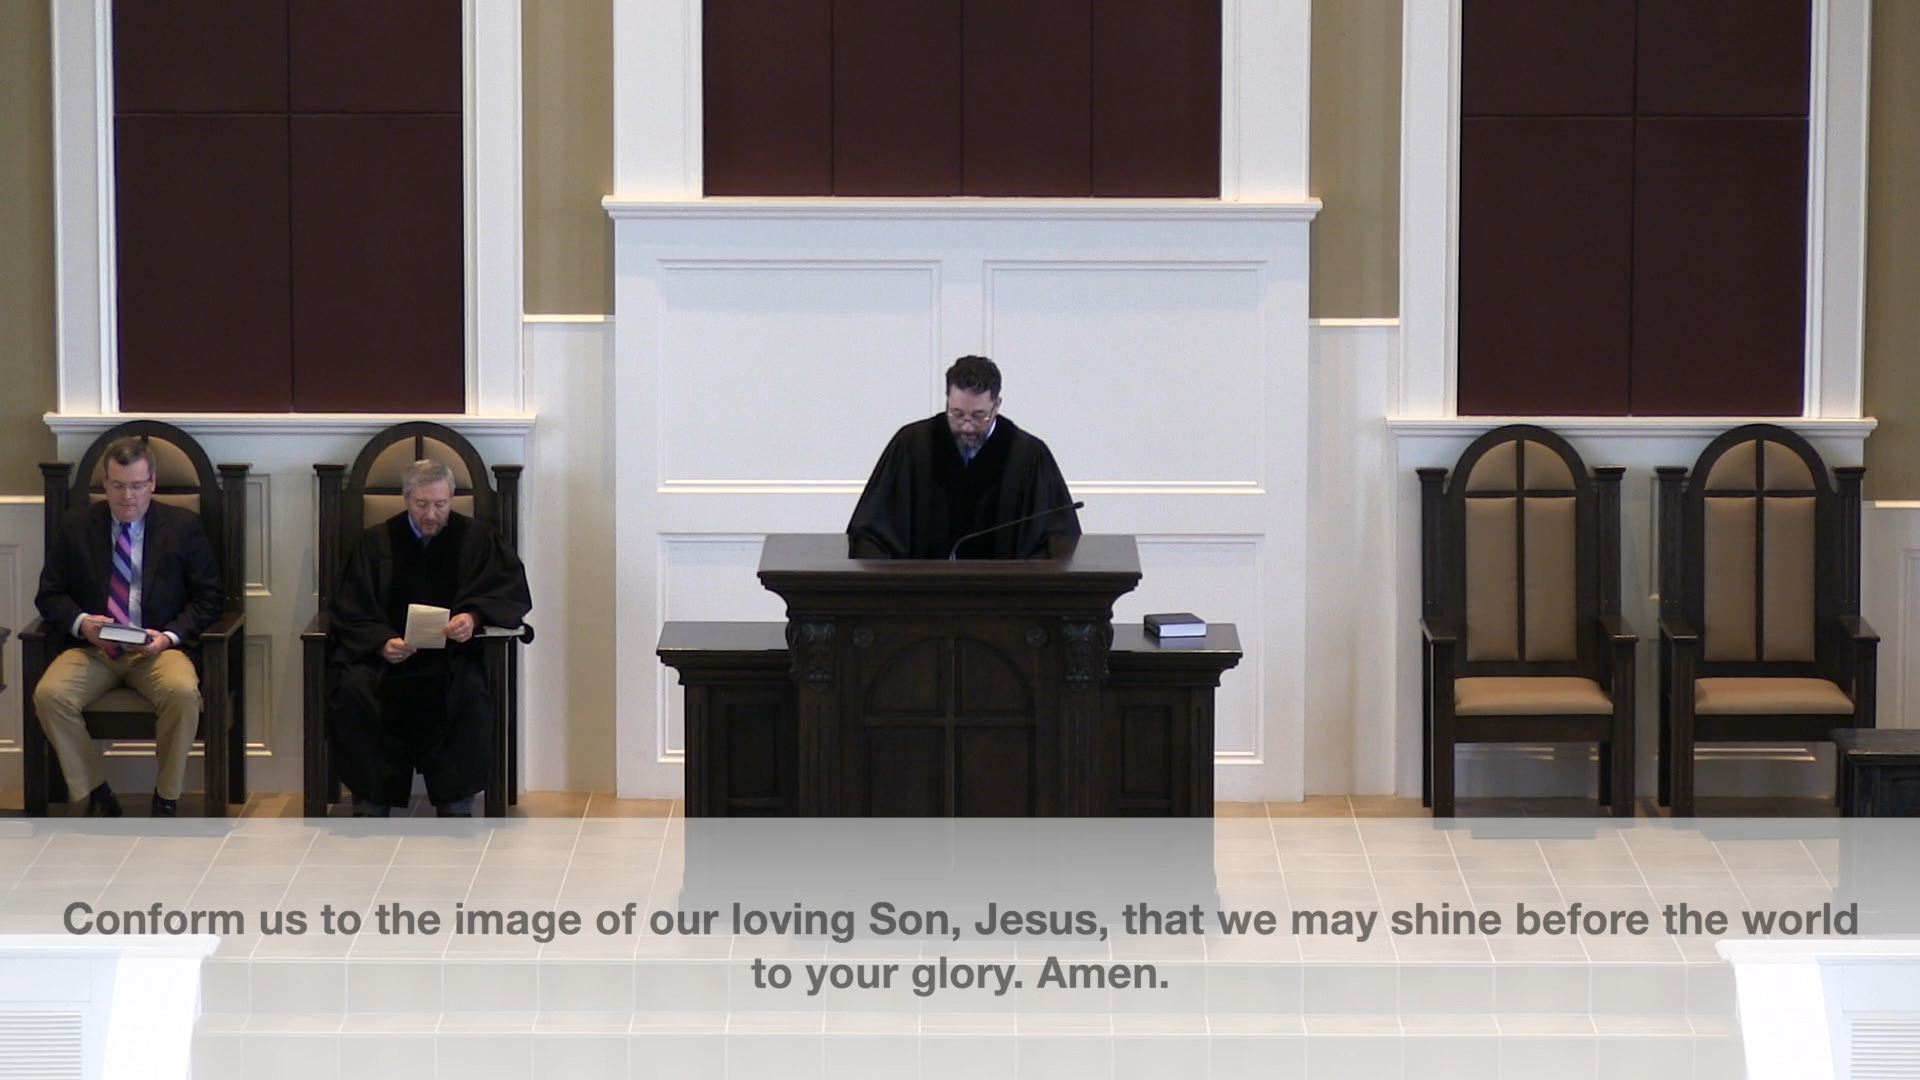 Conform us to the image of our loving Son, Jesus, that we may shine before the world
to your glory. Amen.